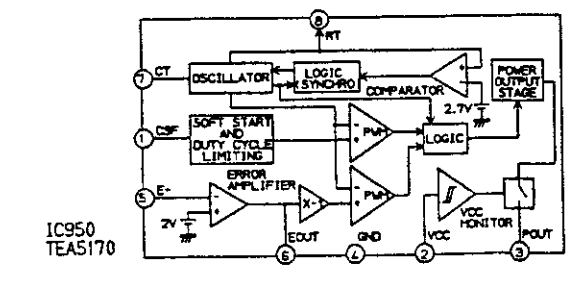 8
RT
7 CT
OSCILLATOR
LOGIC
SYNCHRO
COMPARATOR
2.7V
POWER
OUTPUT
STAGE
1 CSF
SOFT START
AND
DUTY CYCLE
LIMITING
PWM
LOGIC
5 E-
ERROR
AMPLIFIER
2V
X-1
PWM
VCC
MONITOR
IC950
TEA5170
EOUT
GND
VCC
POUT
6
4
2
3